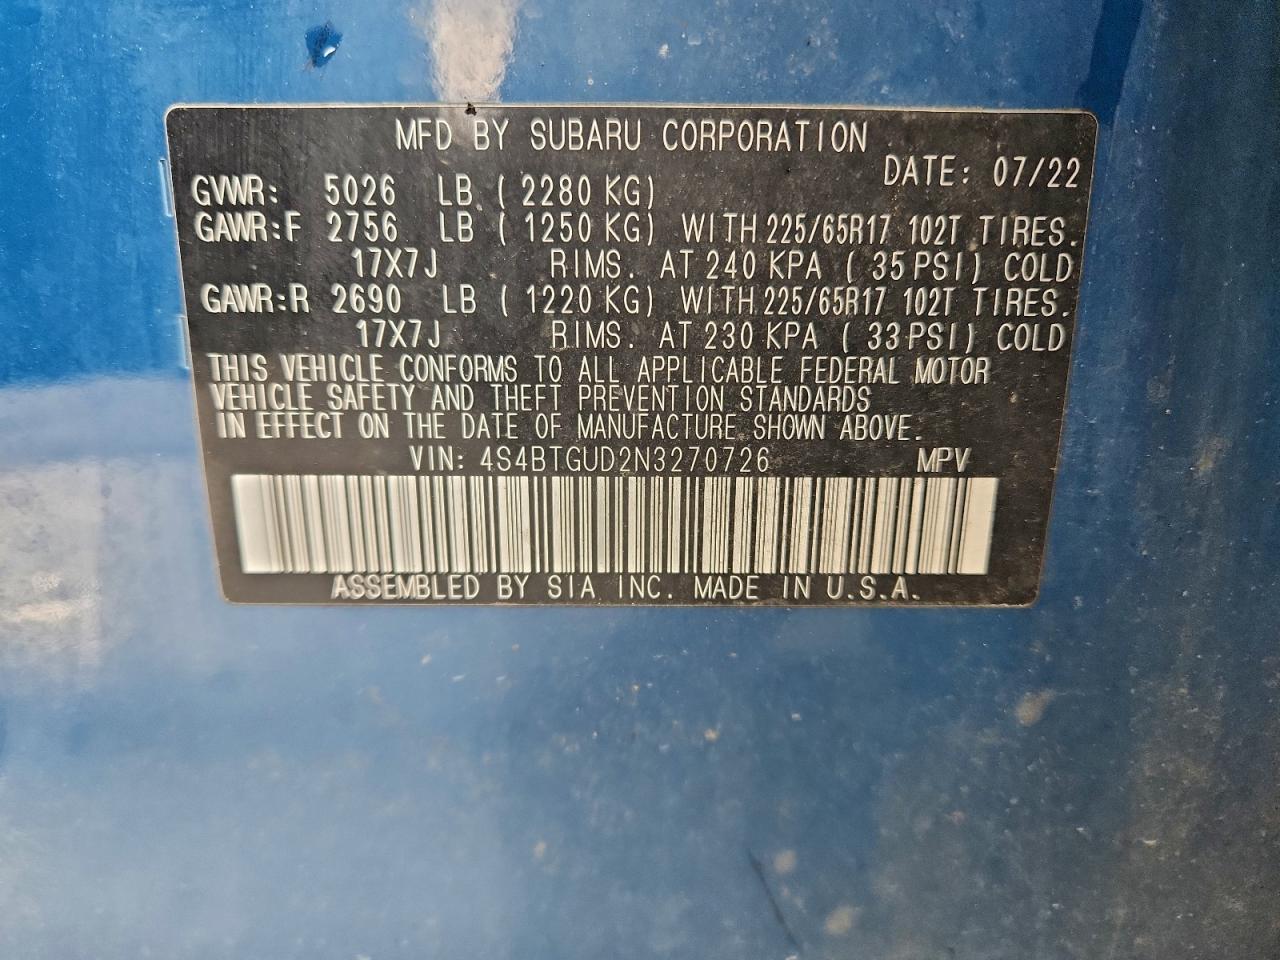 MFD BY SUBARU CORPORATION
DATE: 07/22
GVWR: 5026 LB ( 2280 KG)
GAWR:F 2756 LB ( 1250 KG) WITH 225/65R17 102T TIRES.
17X7J RIMS. AT 240 KPA ( 35 PSI) COLD
GAWR:R 2690 LB ( 1220 KG) WITH 225/65R17 102T TIRES.
17X7J RIMS. AT 230 KPA ( 33 PSI) COLD
THIS VEHICLE CONFORMS TO ALL APPLICABLE FEDERAL MOTOR
VEHICLE SAFETY AND THEFT PREVENTION STANDARDS
IN EFFECT ON THE DATE OF MANUFACTURE SHOWN ABOVE.
VIN: 4S4BTGUD2N3270726 MPV
ASSEMBLED BY SIA INC. MADE IN U.S.A.